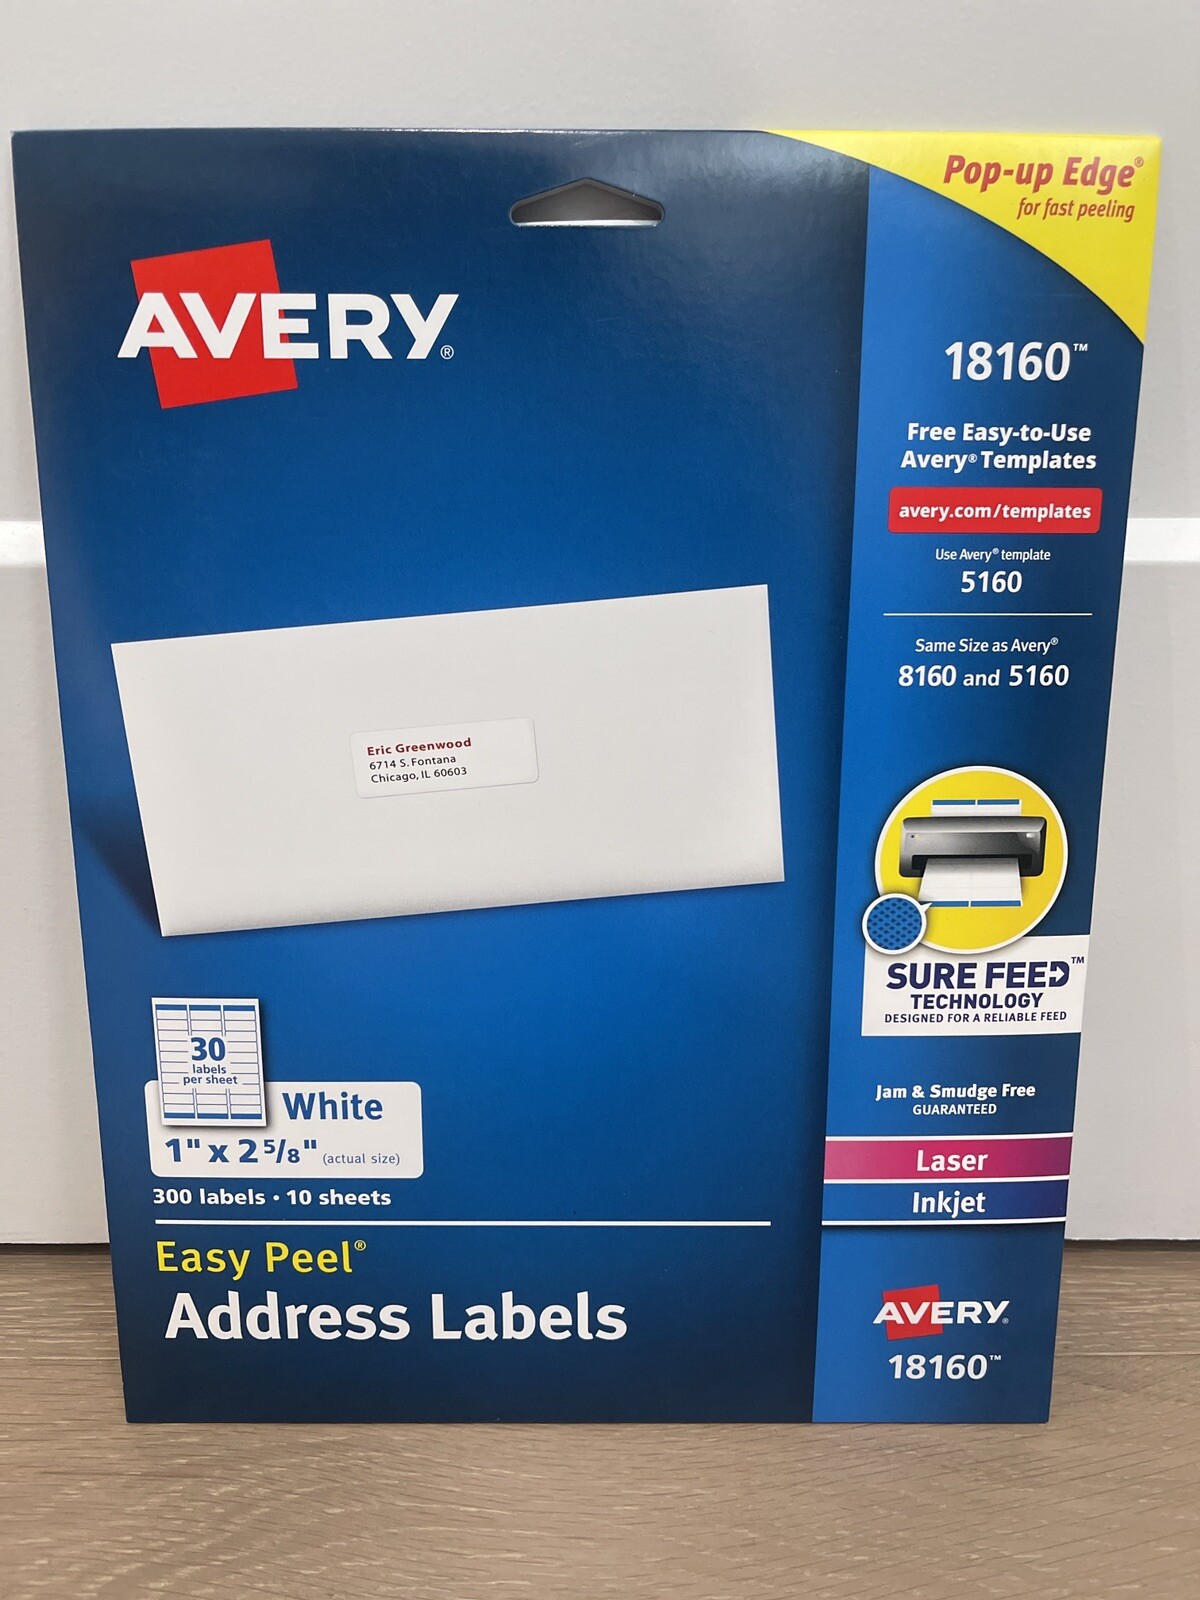 Pop-up Edge®
for fast peeling
AVERY®
18160™
Free Easy-to-Use
Avery® Templates
avery.com/templates
Use Avery® template
5160
Same Size as Avery®
8160 and 5160
Eric Greenwood
6714 S. Fontana
Chicago, IL 60603
SURE FEED™
TECHNOLOGY
DESIGNED FOR A RELIABLE FEED
30
labels
per sheet
White
1" x 2 5/8" (actual size)
300 labels • 10 sheets
Jam & Smudge Free
GUARANTEED
Laser
Inkjet
Easy Peel®
Address Labels
AVERY®
18160™